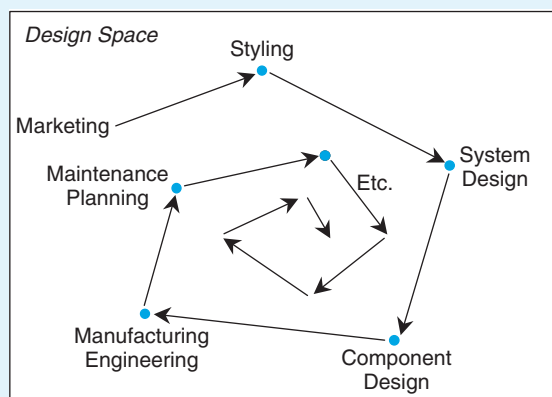 Design Space
Styling
Marketing
System
Design
Maintenance
Planning
Etc.
Manufacturing
Engineering
Component
Design